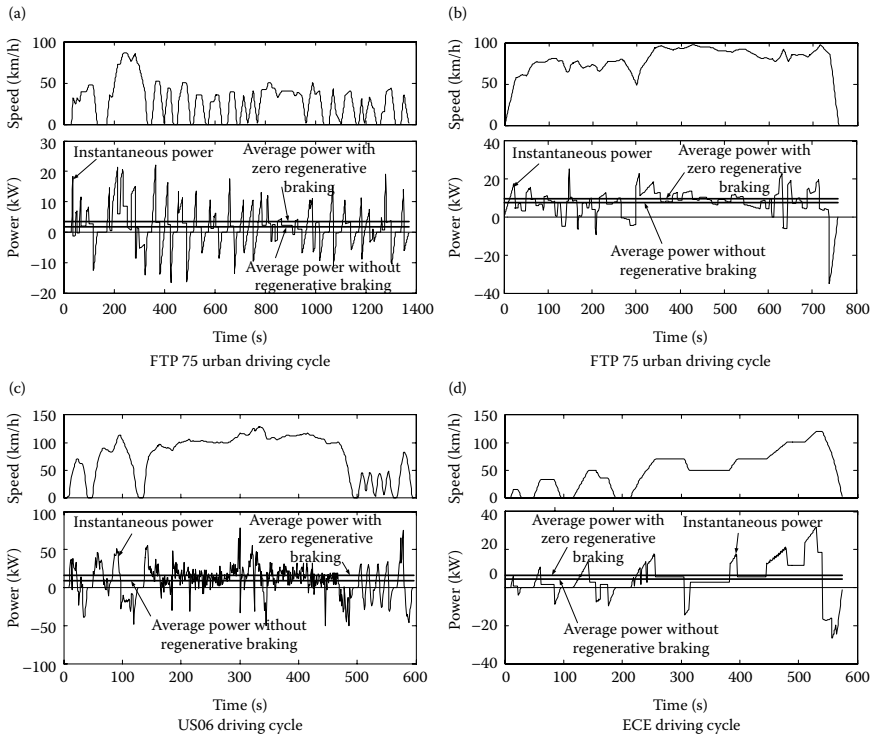 (a)
100
50
0
Speed (km/h)
30
20
10
0
−10
−20
Power (kW)
Instantaneous power
Average power with
zero regenerative
braking
Average power without
regenerative braking
0 200 400 600 800 1000 1200 1400
Time (s)
FTP 75 urban driving cycle
(b)
100
50
0
Speed (km/h)
40
20
0
−20
−40
Power (kW)
Instantaneous power
Average power with
zero regenerative
braking
Average power without
regenerative braking
0 100 200 300 400 500 600 700 800
Time (s)
FTP 75 urban driving cycle
(c)
150
100
50
0
Speed (km/h)
100
50
0
−50
−100
Power (kW)
Instantaneous power
Average power with
zero regenerative
braking
Average power without
regenerative braking
0 100 200 300 400 500 600
Time (s)
US06 driving cycle
(d)
150
100
50
0
Speed (km/h)
40
20
0
−20
−40
Power (kW)
Average power with
zero regenerative
braking
Instantaneous power
Average power without
regenerative braking
0 100 200 300 400 500 600
Time (s)
ECE driving cycle